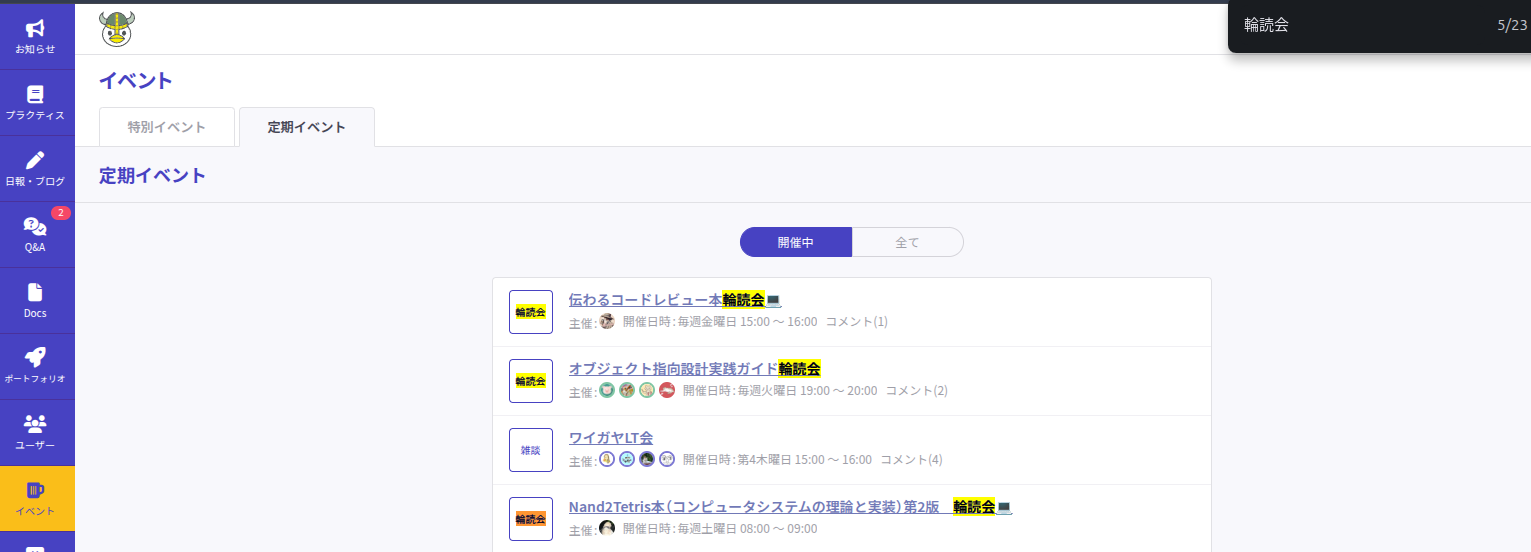 輪読会 5/23
お知らせ
プラクティス
日報・ブログ
2
Q&A
Docs
ポートフォリオ
ユーザー
イベント
イベント
特別イベント 定期イベント
定期イベント
開催中 全て
輪読会
伝わるコードレビュー本輪読会💻
主催: 開催日時:毎週金曜日 15:00 〜 16:00 コメント(1)
輪読会
オブジェクト指向設計実践ガイド輪読会
主催: 開催日時:毎週火曜日 19:00 〜 20:00 コメント(2)
雑談
ワイガヤLT会
主催: 開催日時:第4木曜日 15:00 〜 16:00 コメント(4)
輪読会
Nand2Tetris本(コンピュータシステムの理論と実装)第2版　輪読会💻
主催: 開催日時:毎週土曜日 08:00 〜 09:00